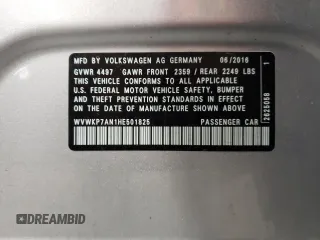 MFD BY VOLKSWAGEN AG GERMANY 06/2016
GVWR 4497 GAWR FRONT 2359 / REAR 2249 LBS
THIS VEHICLE CONFORMS TO ALL APPLICABLE
U.S. FEDERAL MOTOR VEHICLE SAFETY, BUMPER
AND THEFT PREVENTION STANDARDS IN EFFECT ON
THE DATE OF MANUFACTURE SHOWN ABOVE
WVWKP7AN1HE501825 PASSENGER CAR
2625058 1
DREAMBID